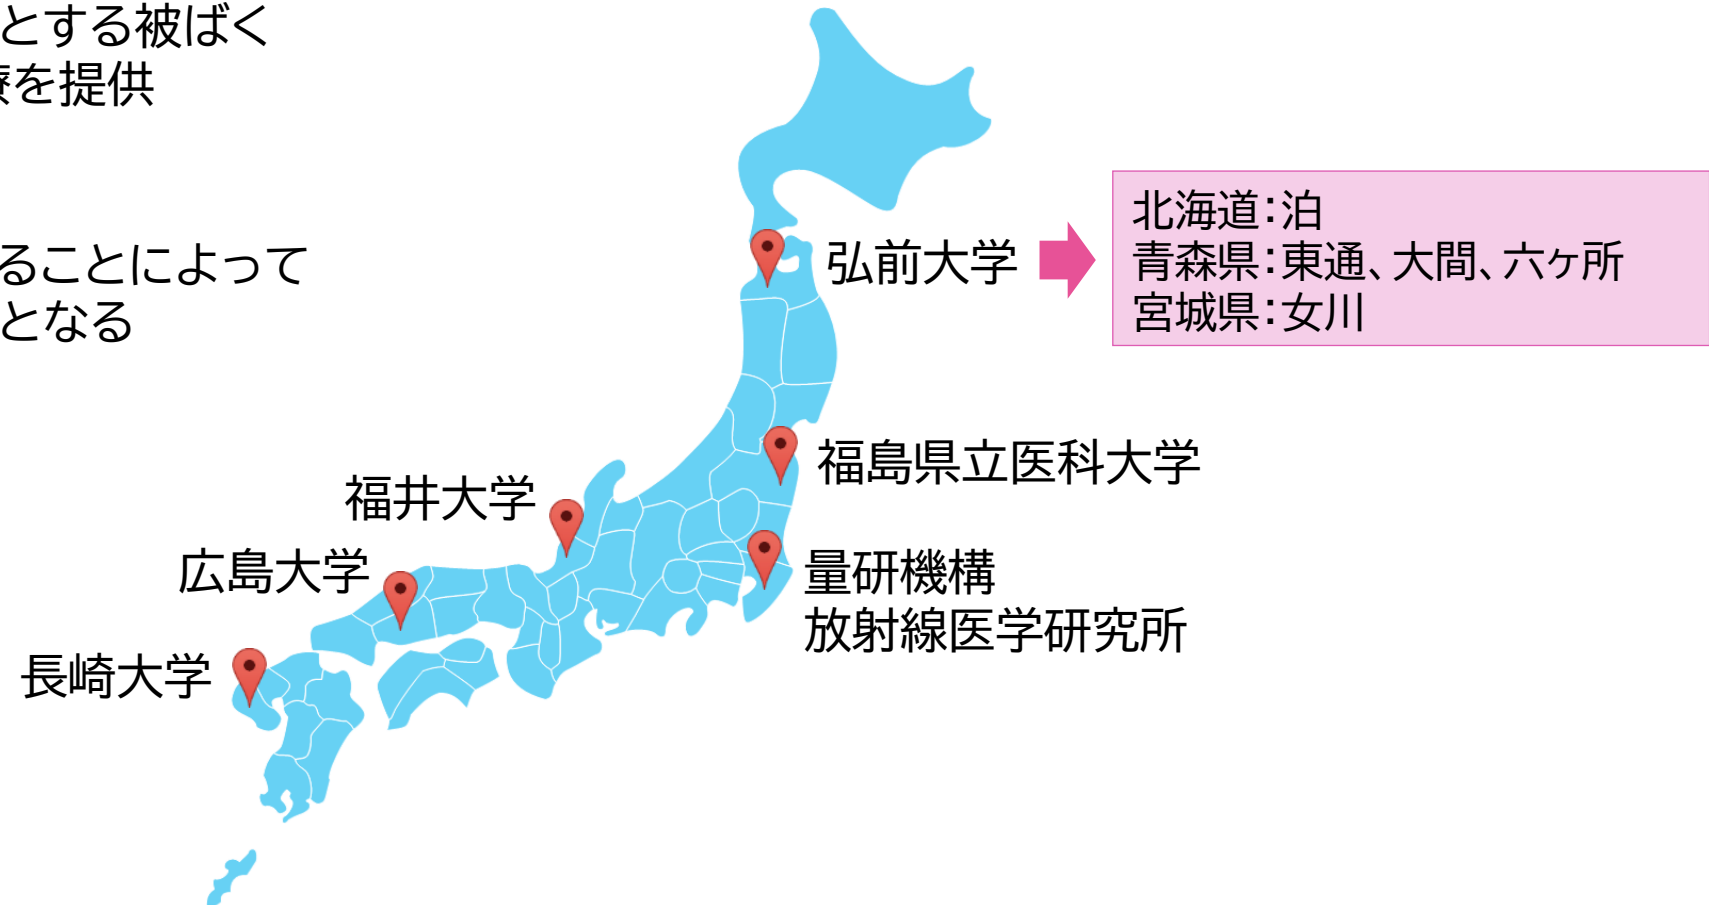 とする被ばく
療を提供
ることによって
となる
弘前大学
北海道：泊
青森県：東通、大間、六ヶ所
宮城県：女川
福島県立医科大学
福井大学
広島大学
量研機構
放射線医学研究所
長崎大学